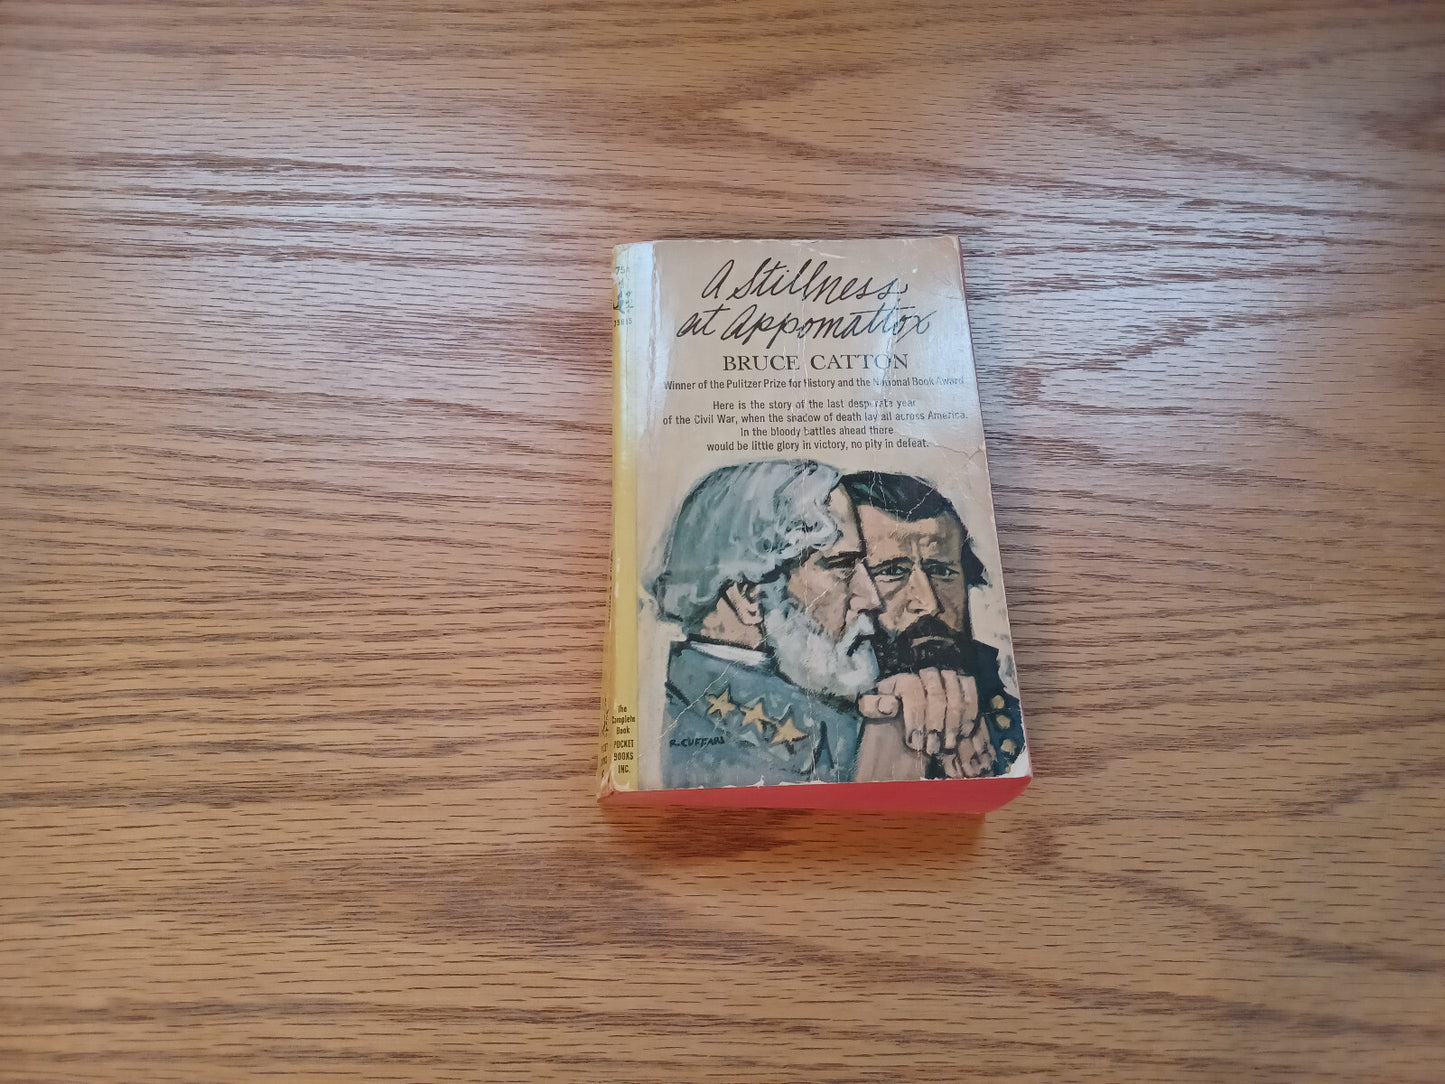 A Stillness
at Appomattox
BRUCE CATTON
Winner of the Pulitzer Prize for History and the National Book Award
Here is the story of the last desperate year
of the Civil War, when the shadow of death lay all across America.
In the bloody battles ahead there
would be little glory in victory, no pity in defeat.
R. CUFFARI
The
Complete
Book
POCKET
BOOKS
INC.